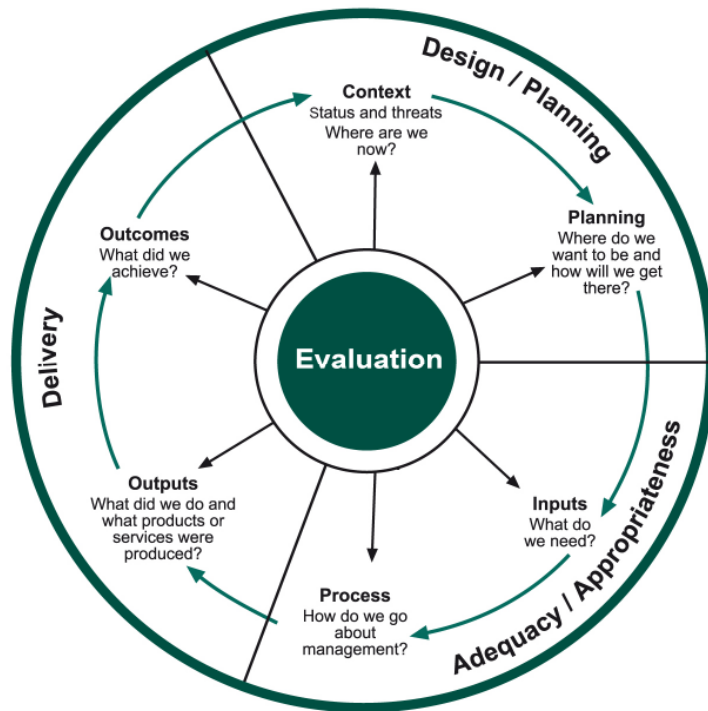 Design / Planning
Context
Status and threats
Where are we
now?
Planning
Where do we
want to be and
how will we get
there?
Outcomes
What did we
achieve?
Delivery
Evaluation
Outputs
What did we do and
what products or
services were
produced?
Inputs
What do
we need?
Process
How do we go
about
management?
Adequacy / Appropriateness